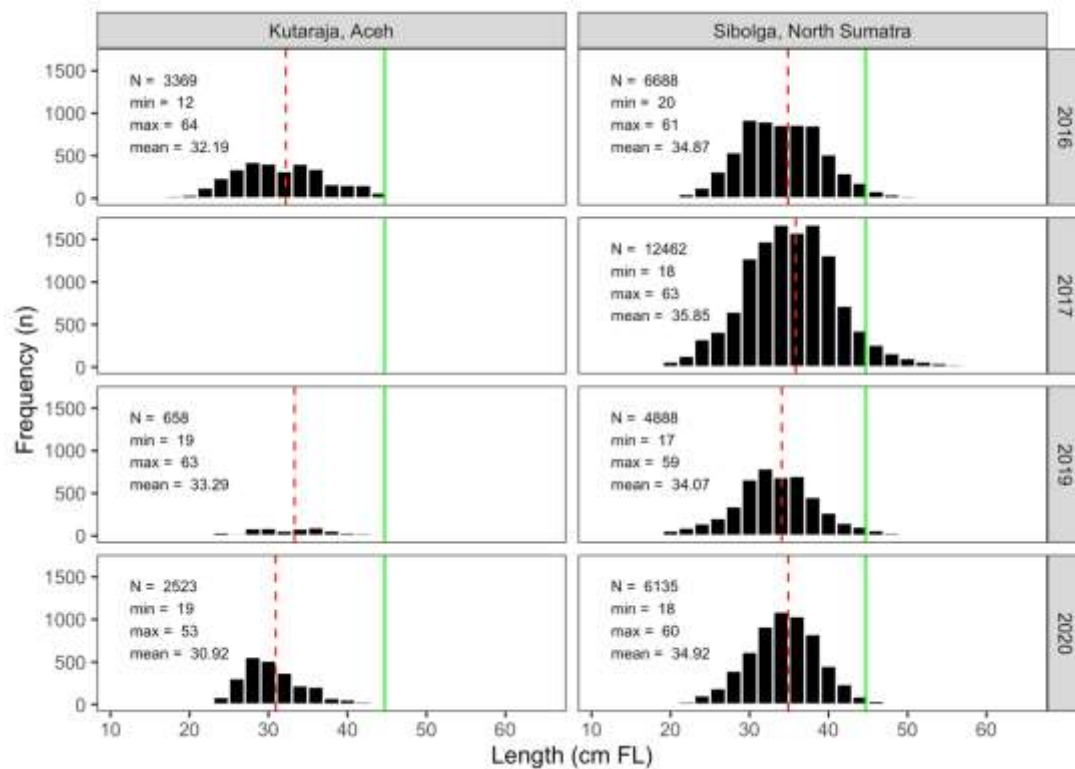 Kutaraja, Aceh
Sibolga, North Sumatra
1500
1000
500
0
N = 3369
min = 12
max = 64
mean = 32.19
N = 6688
min = 20
max = 61
mean = 34.87
2016
1500
1000
500
0
N = 12462
min = 18
max = 63
mean = 35.85
2017
1500
1000
500
0
N = 658
min = 19
max = 63
mean = 33.29
N = 4888
min = 17
max = 59
mean = 34.07
2019
1500
1000
500
0
N = 2523
min = 19
max = 53
mean = 30.92
N = 6135
min = 18
max = 60
mean = 34.92
2020
Frequency (n)
10 20 30 40 50 60
10 20 30 40 50 60
Length (cm FL)